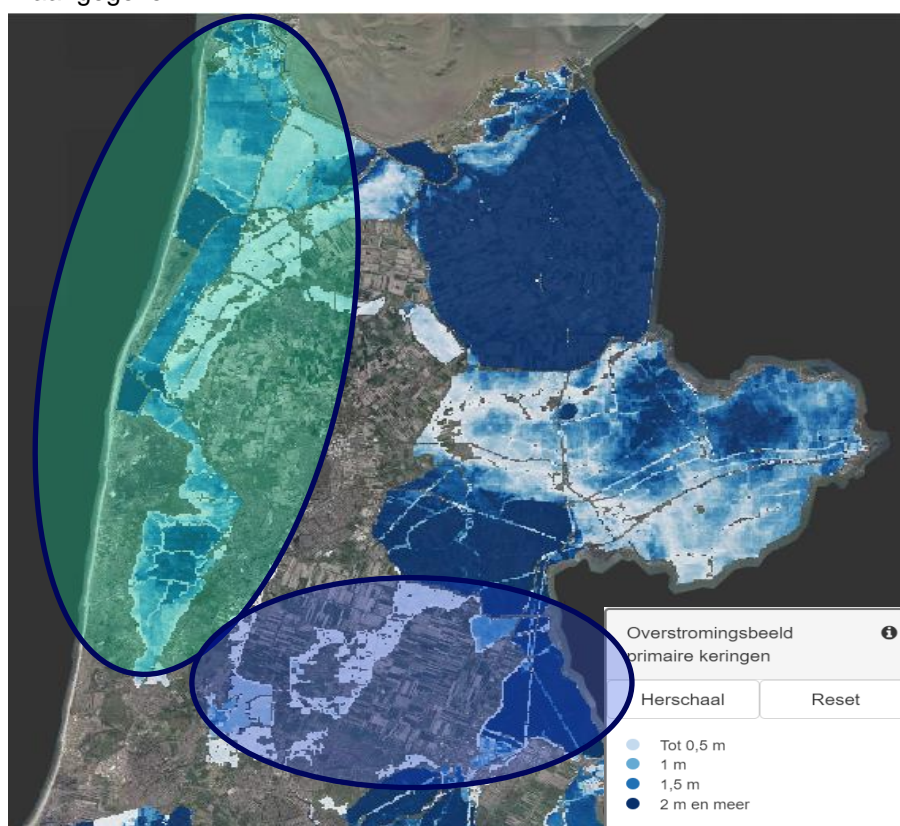 Overstromingsbeeld
primaire keringen
Herschaal
Reset
Tot 0,5 m
1 m
1,5 m
2 m en meer